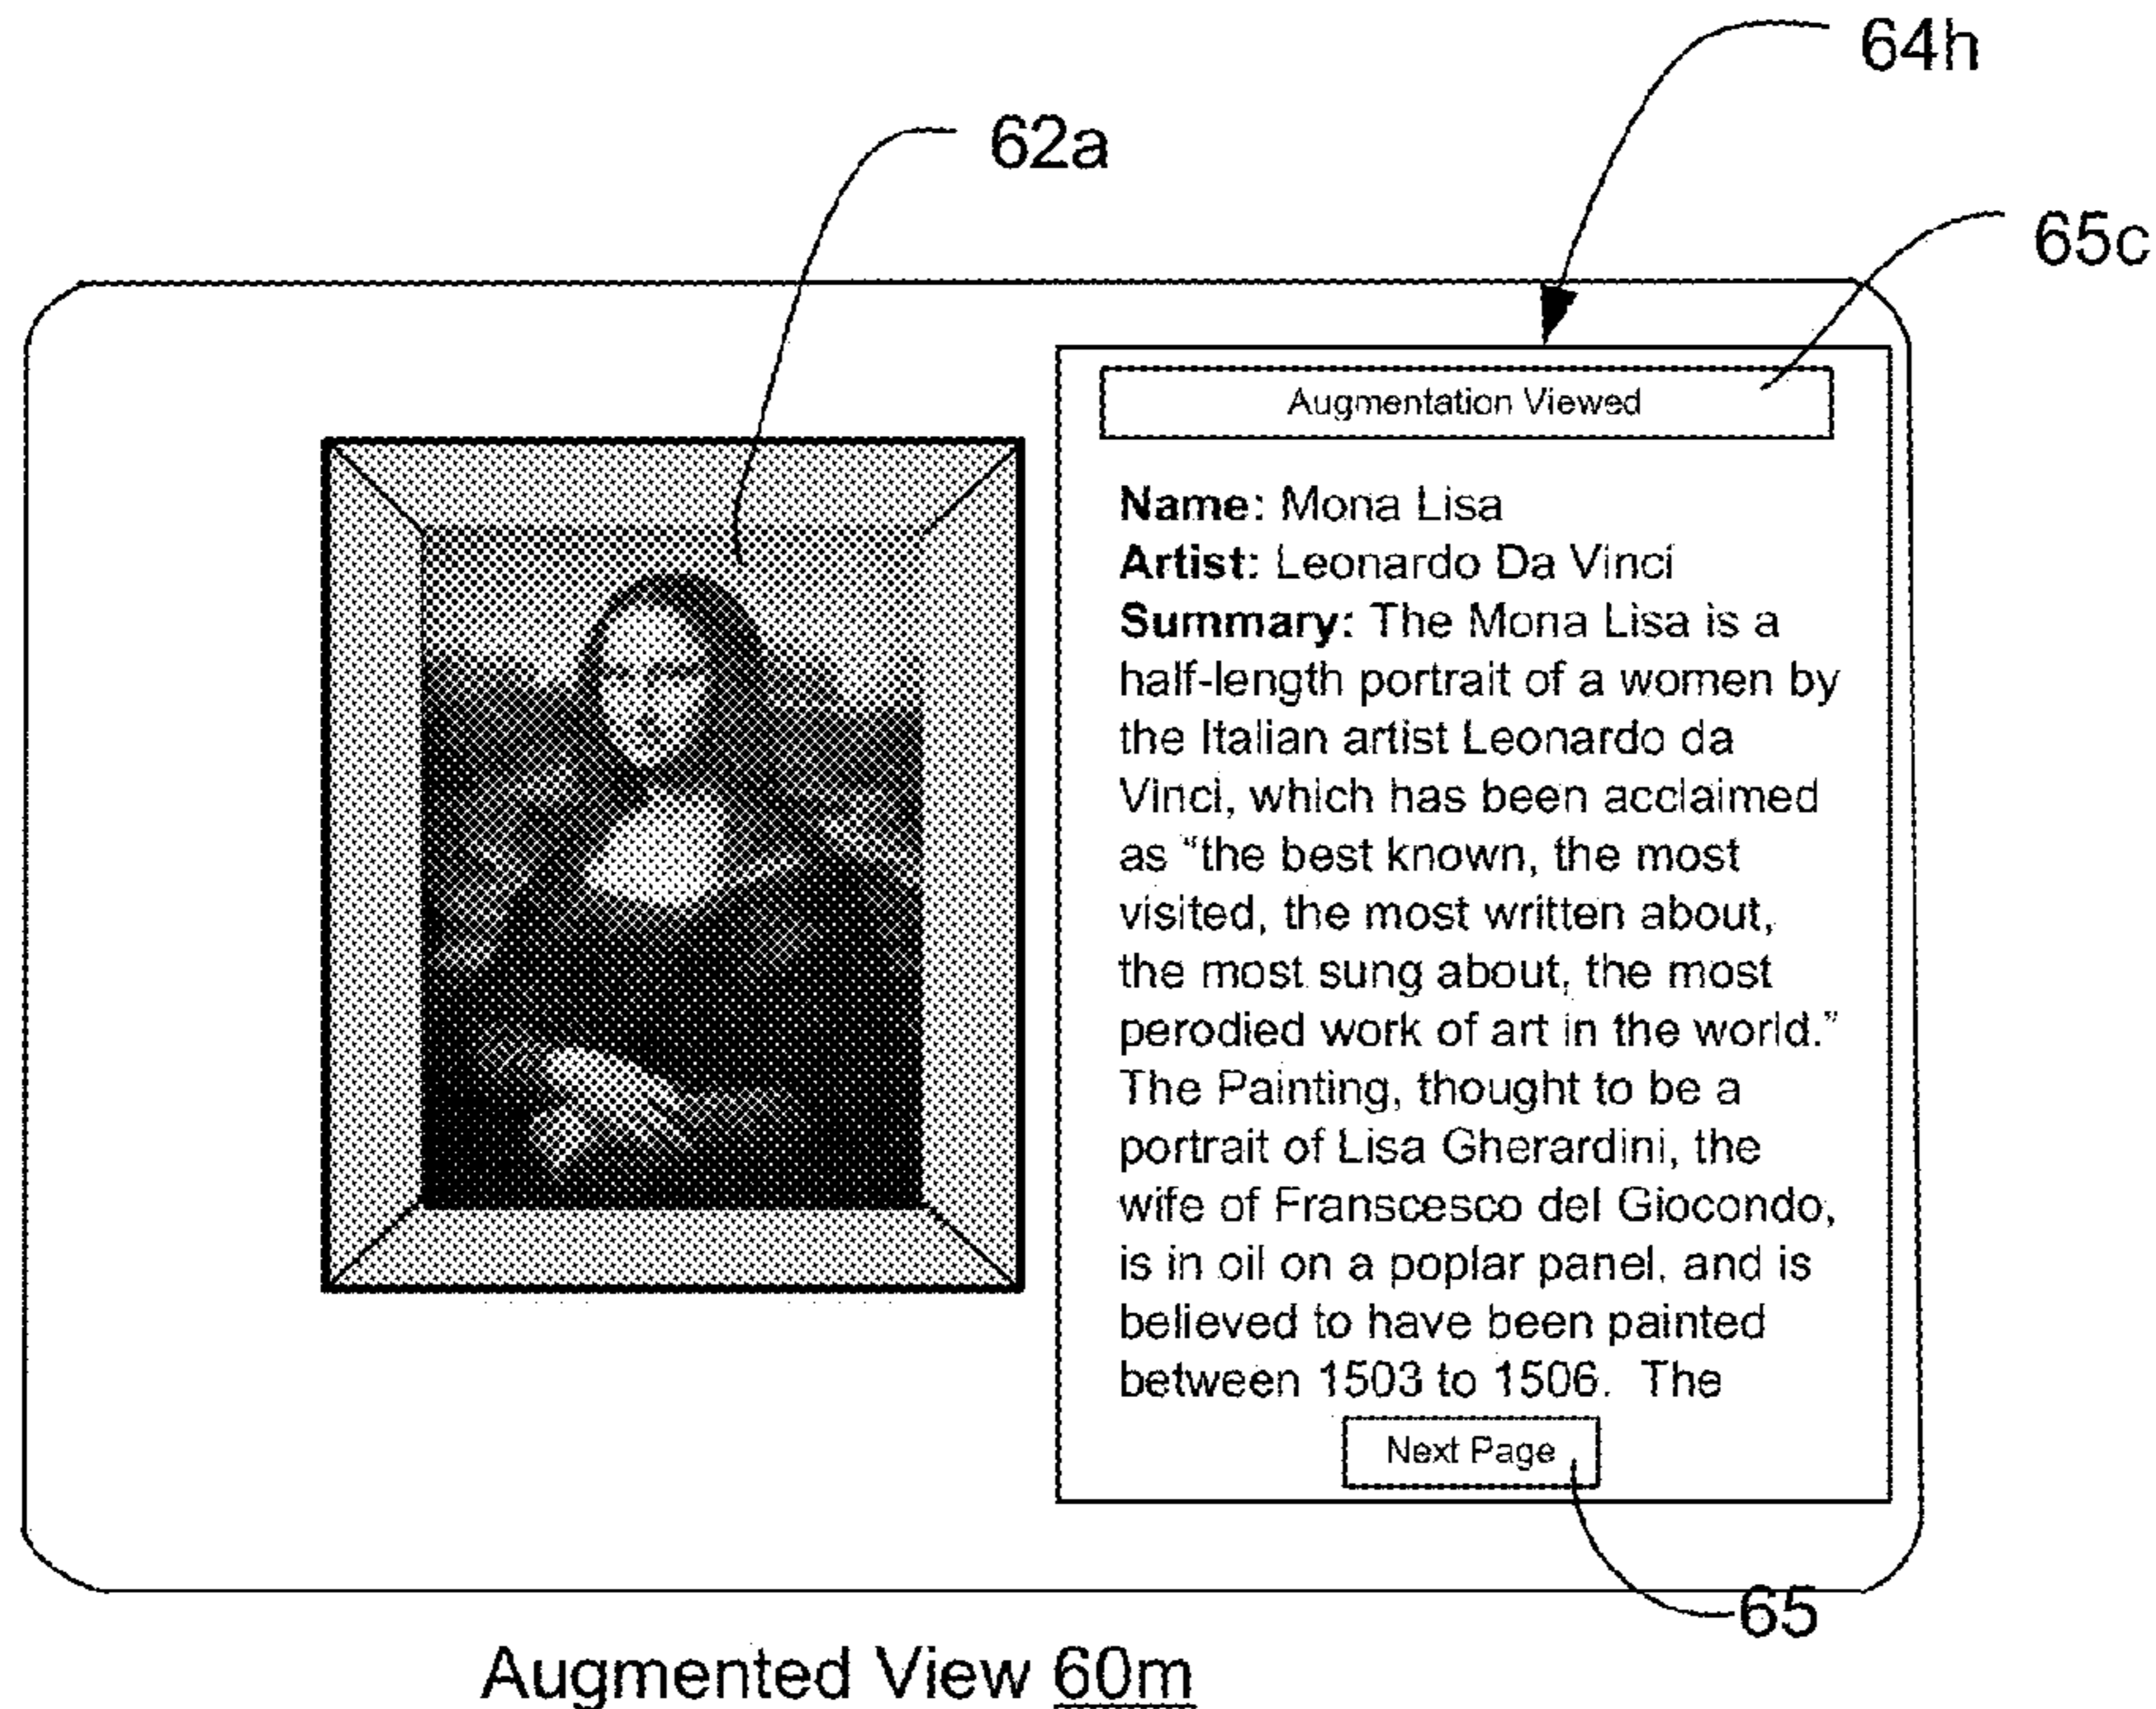 64h
62a
65c
Augmentation Viewed
Name: Mona Lisa
Artist: Leonardo Da Vinci
Summary: The Mona Lisa is a
half-length portrait of a women by
the Italian artist Leonardo da
Vinci, which has been acclaimed
as “the best known, the most
visited, the most written about,
the most sung about, the most
perodied work of art in the world.”
The Painting, thought to be a
portrait of Lisa Gherardini, the
wife of Franscesco del Giocondo,
is in oil on a poplar panel, and is
believed to have been painted
between 1503 to 1506. The
Next Page
65
Augmented View 60m